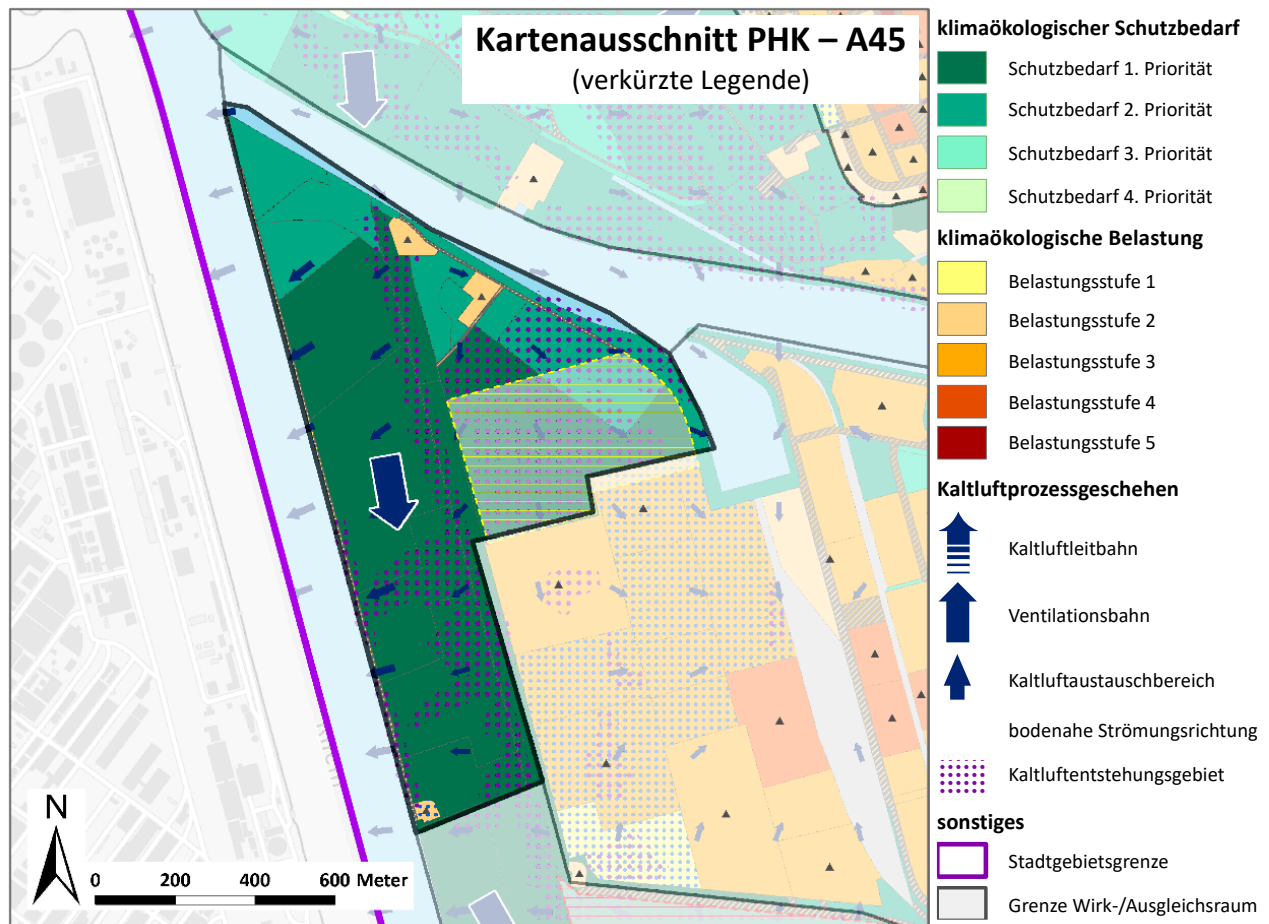 Kartenausschnitt PHK – A45
(verkürzte Legende)
klimaökologischer Schutzbedarf
Schutzbedarf 1. Priorität
Schutzbedarf 2. Priorität
Schutzbedarf 3. Priorität
Schutzbedarf 4. Priorität
klimaökologische Belastung
Belastungsstufe 1
Belastungsstufe 2
Belastungsstufe 3
Belastungsstufe 4
Belastungsstufe 5
Kaltluftprozessgeschehen
Kaltluftleitbahn
Ventilationsbahn
Kaltluftaustauschbereich
bodenahe Strömungsrichtung
Kaltluftentstehungsgebiet
sonstiges
Stadtgebietsgrenze
Grenze Wirk-/Ausgleichsraum
Rhein
N
0 200 400 600 Meter